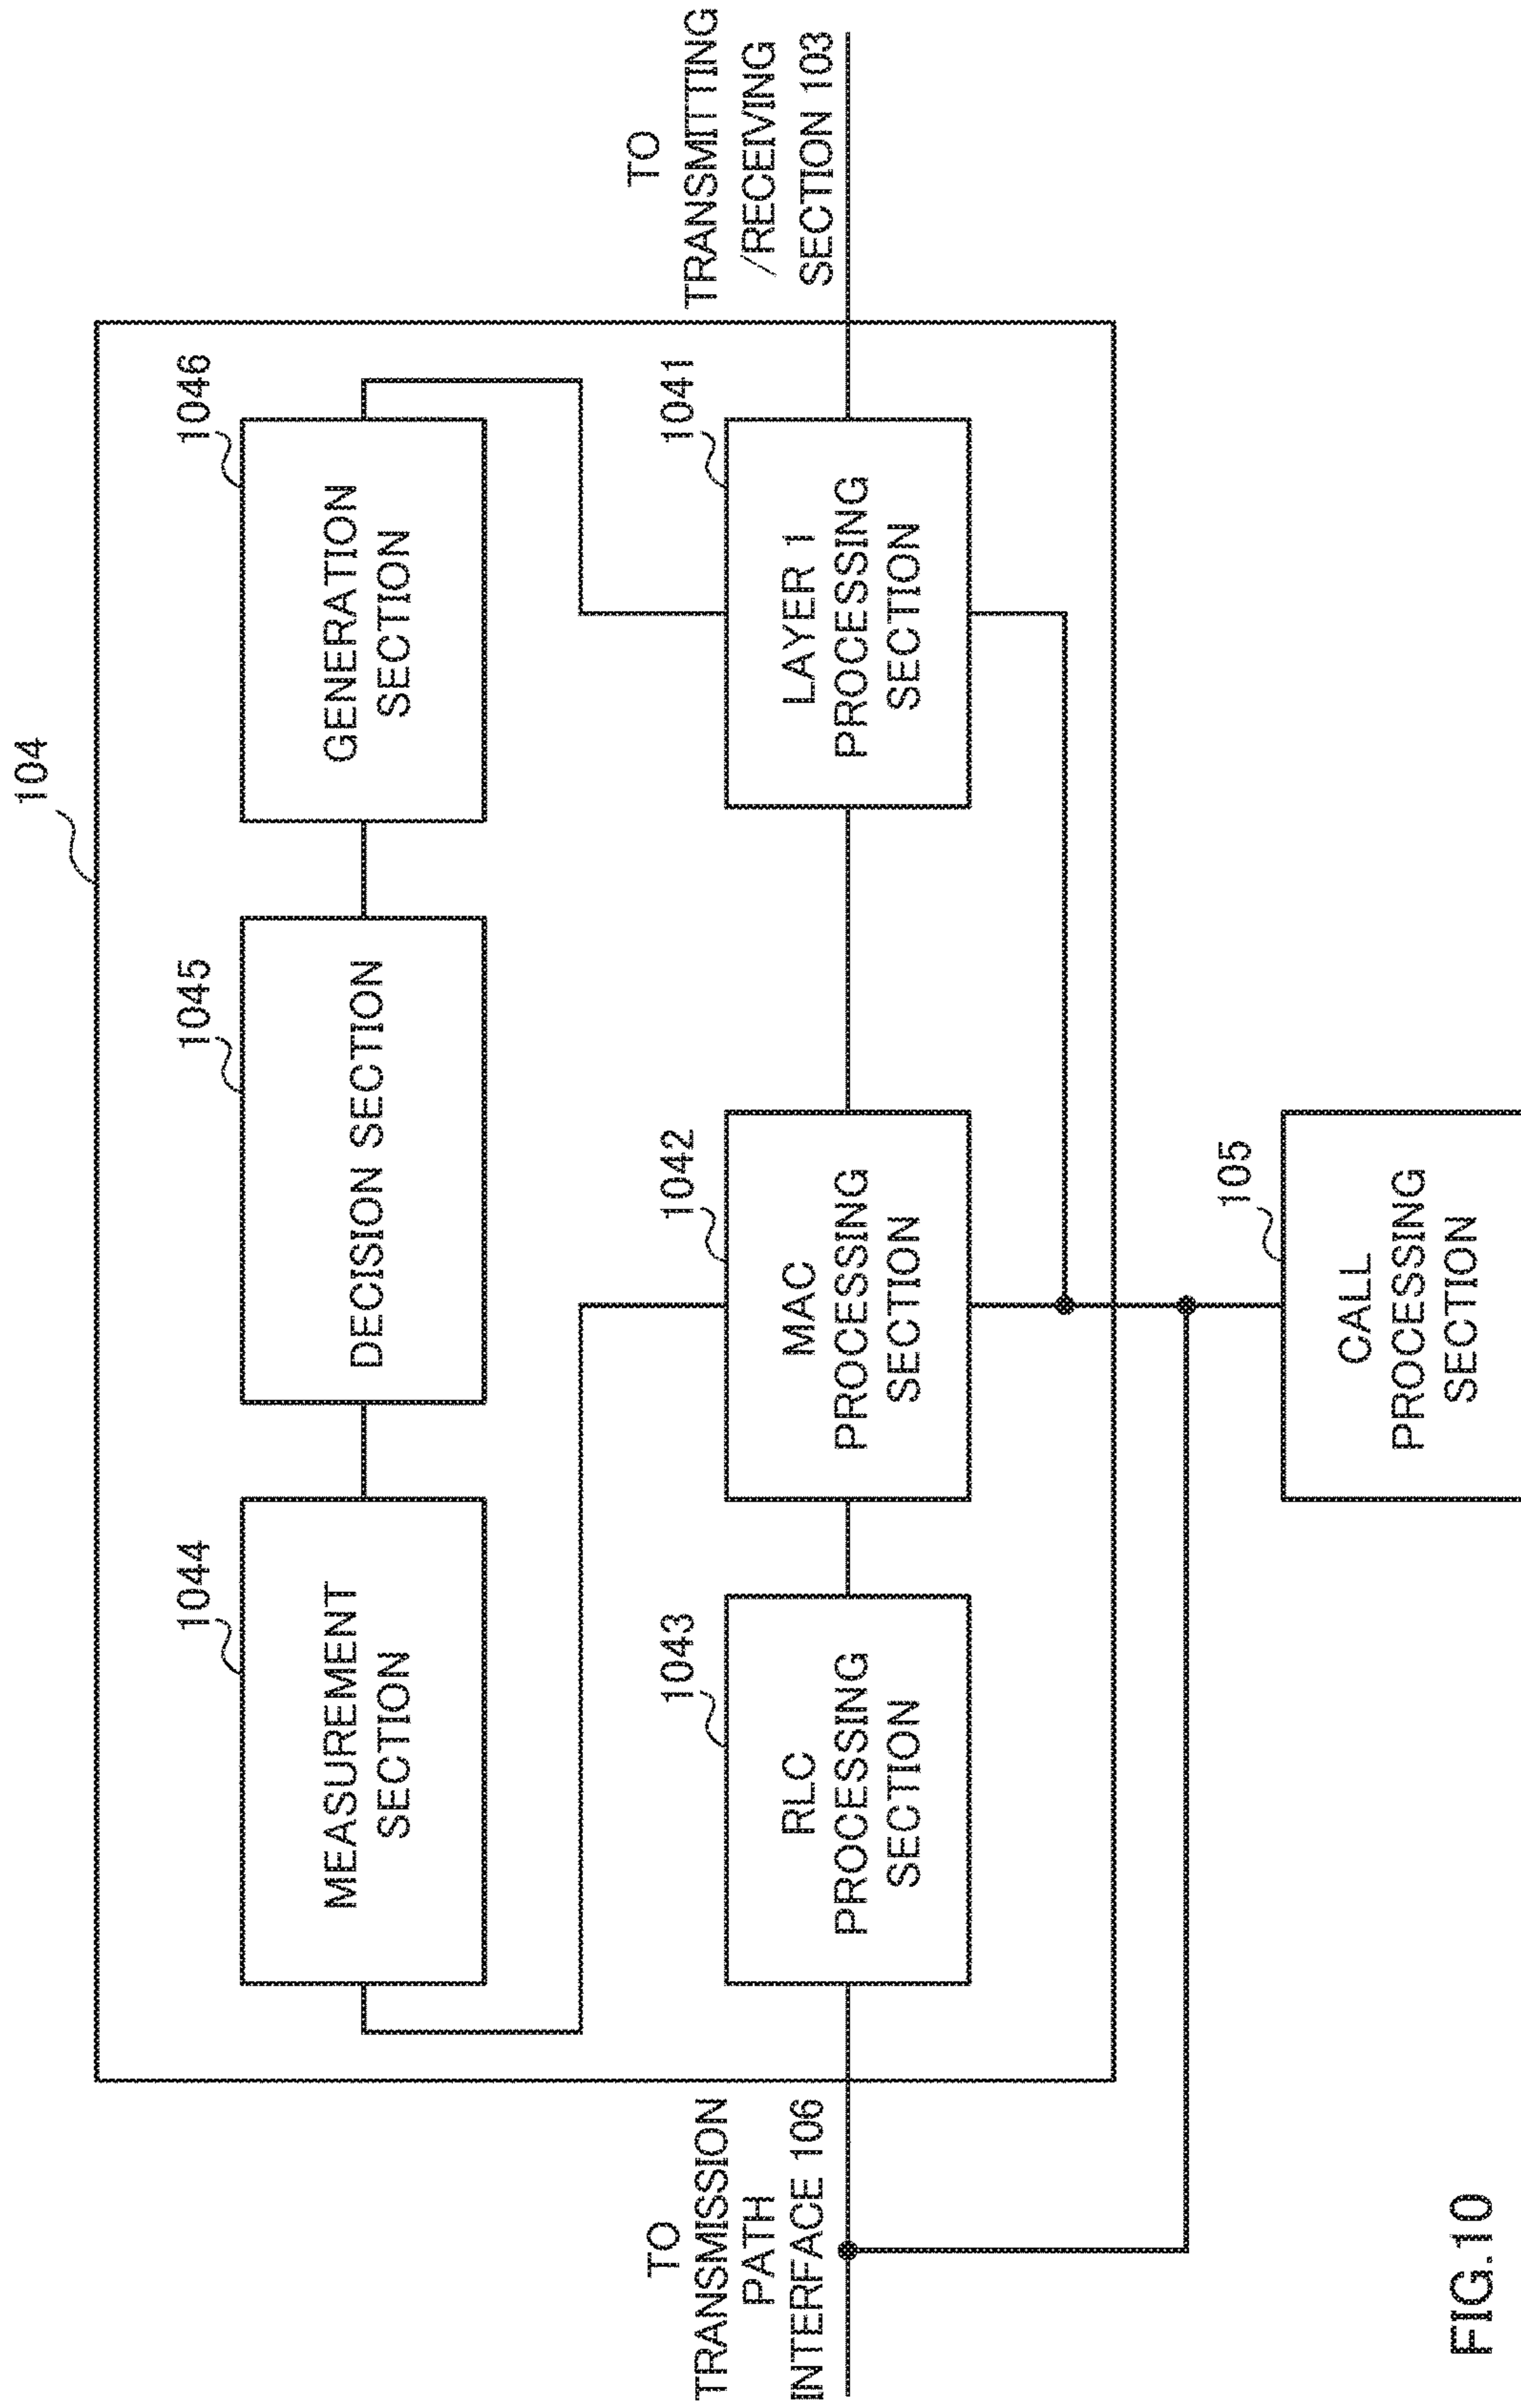 104
1044
MEASUREMENT
SECTION
1045
DECISION SECTION
1046
GENERATION
SECTION
TO
TRANSMISSION
PATH
INTERFACE 106
1043
RLC
PROCESSING
SECTION
1042
MAC
PROCESSING
SECTION
1041
LAYER 1
PROCESSING
SECTION
TO
TRANSMITTING
/RECEIVING
SECTION 103
105
CALL
PROCESSING
SECTION
FIG.10